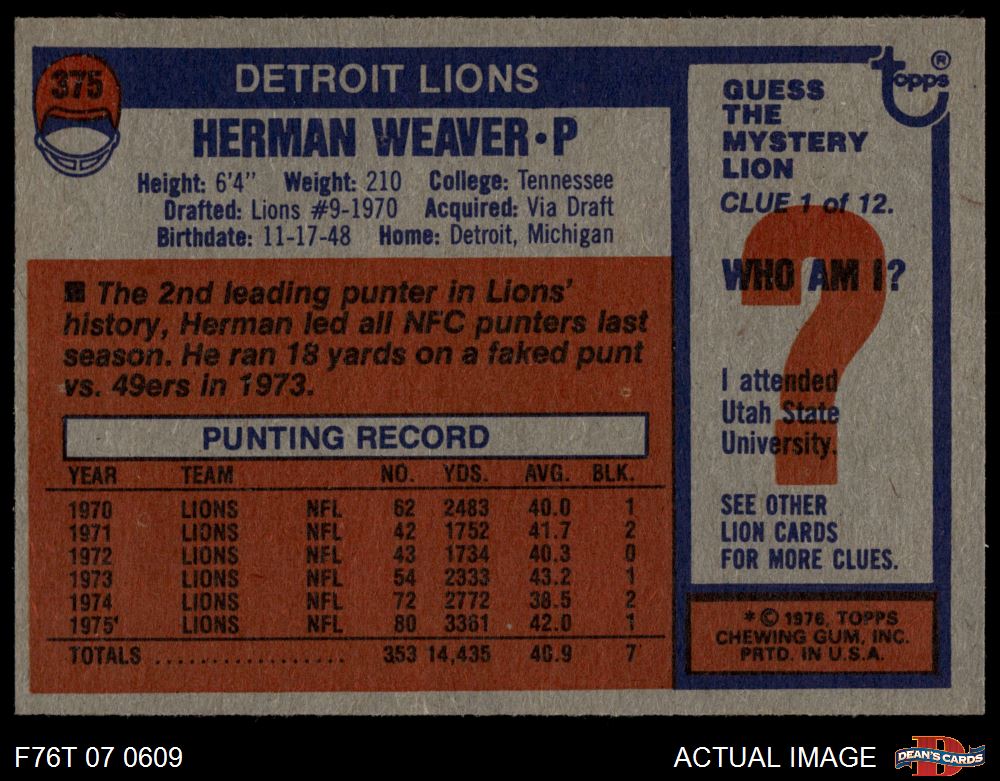 375
DETROIT LIONS
HERMAN WEAVER•P
Height: 6'4" Weight: 210 College: Tennessee
Drafted: Lions #9-1970 Acquired: Via Draft
Birthdate: 11-17-48 Home: Detroit, Michigan
■ The 2nd leading punter in Lions'
history, Herman led all NFC punters last
season. He ran 18 yards on a faked punt
vs. 49ers in 1973.
PUNTING RECORD
YEAR TEAM NO. YDS. AVG. BLK.
1970 LIONS NFL 62 2483 40.0 1
1971 LIONS NFL 42 1752 41.7 2
1972 LIONS NFL 43 1734 40.3 0
1973 LIONS NFL 54 2333 43.2 1
1974 LIONS NFL 72 2772 38.5 2
1975' LIONS NFL 80 3361 42.0 1
TOTALS .................. 353 14,435 40.9 7
topps®
GUESS
THE
MYSTERY
LION
CLUE 1 of 12.
?
WHO AM I?
I attended
Utah State
University.
SEE OTHER
LION CARDS
FOR MORE CLUES.
*© 1976, TOPPS
CHEWING GUM, INC.
PRTD. IN U.S.A.
F76T 07 0609
ACTUAL IMAGE
D
DEAN'S CARDS